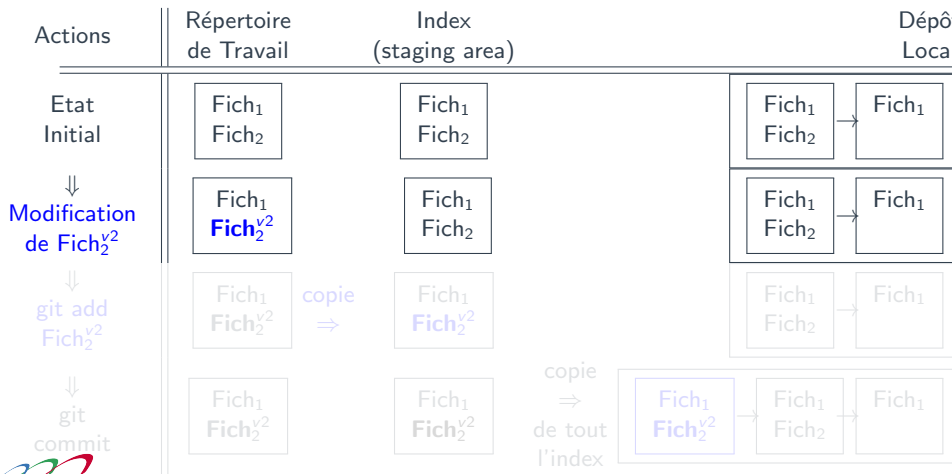 Actions
Répertoire
de Travail
Index
(staging area)
Dépô
Loca
Etat
Initial
Fich₁
Fich₂
Fich₁
Fich₂
Fich₁
Fich₂
→
Fich₁
⇓
Modification
de Fich₂ᵛ²
Fich₁
Fich₂ᵛ²
Fich₁
Fich₂
Fich₁
Fich₂
→
Fich₁
⇓
git add
Fich₂ᵛ²
Fich₁
Fich₂ᵛ²
copie
⇒
Fich₁
Fich₂ᵛ²
Fich₁
Fich₂
→
Fich₁
⇓
git
commit
Fich₁
Fich₂ᵛ²
Fich₁
Fich₂ᵛ²
copie
⇒
de tout
l'index
Fich₁
Fich₂ᵛ²
→
Fich₁
Fich₂
→
Fich₁